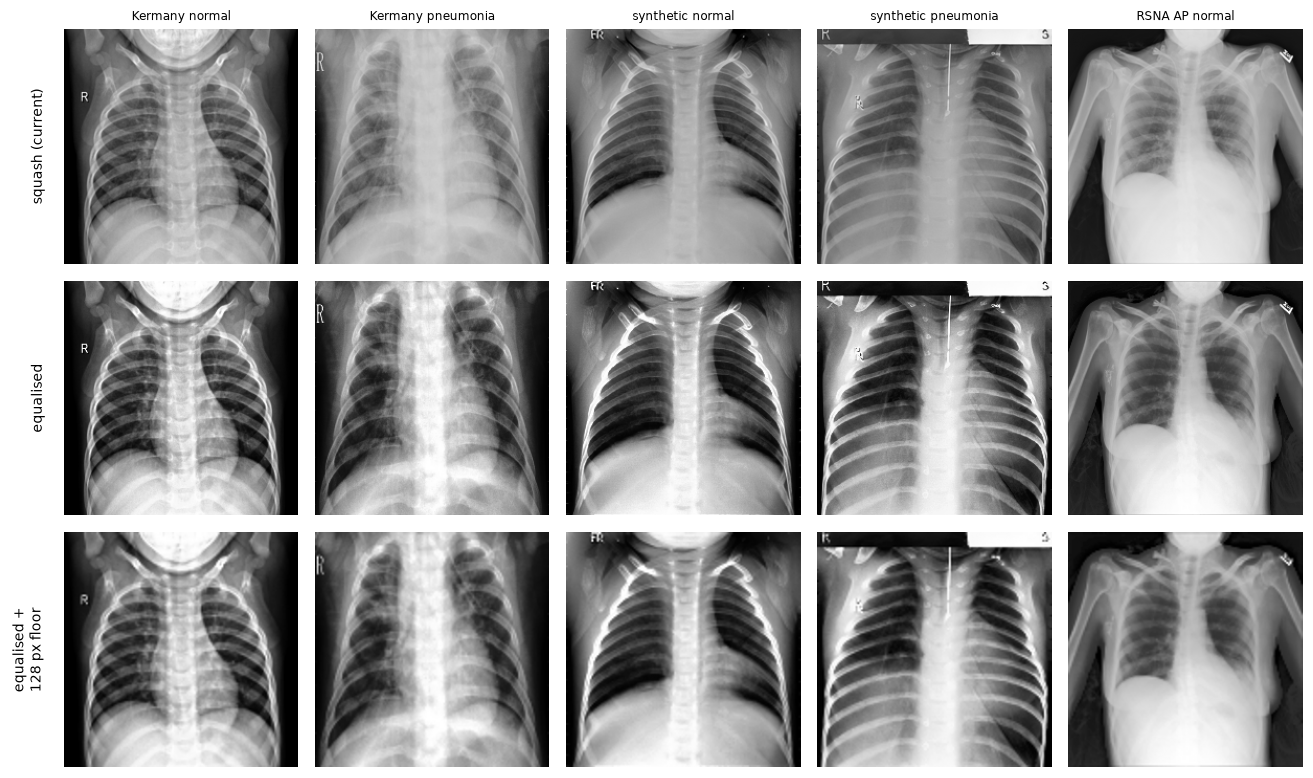 Kermany normal
Kermany pneumonia
synthetic normal
synthetic pneumonia
RSNA AP normal
squash (current)
R
R
R
equalised
R
R
R
equalised +
128 px floor
R
R
R